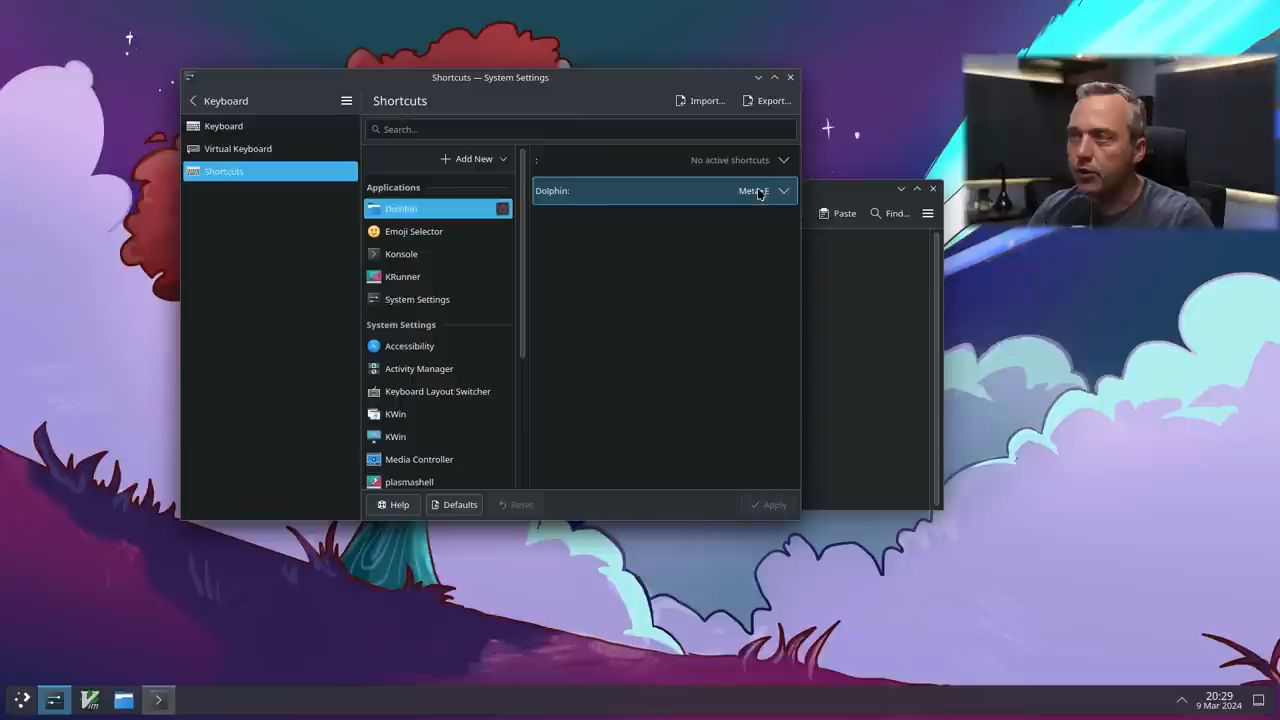 Shortcuts — System Settings
Keyboard
Shortcuts
Import...
Export...
Keyboard
Virtual Keyboard
Shortcuts
Search...
Add New
Applications
Dolphin
Emoji Selector
Konsole
KRunner
System Settings
System Settings
Accessibility
Activity Manager
Keyboard Layout Switcher
KWin
KWin
Media Controller
plasmashell
:
No active shortcuts
Dolphin:
Help
Defaults
Reset
Apply
Paste
Find...
20:29
9 Mar 2024